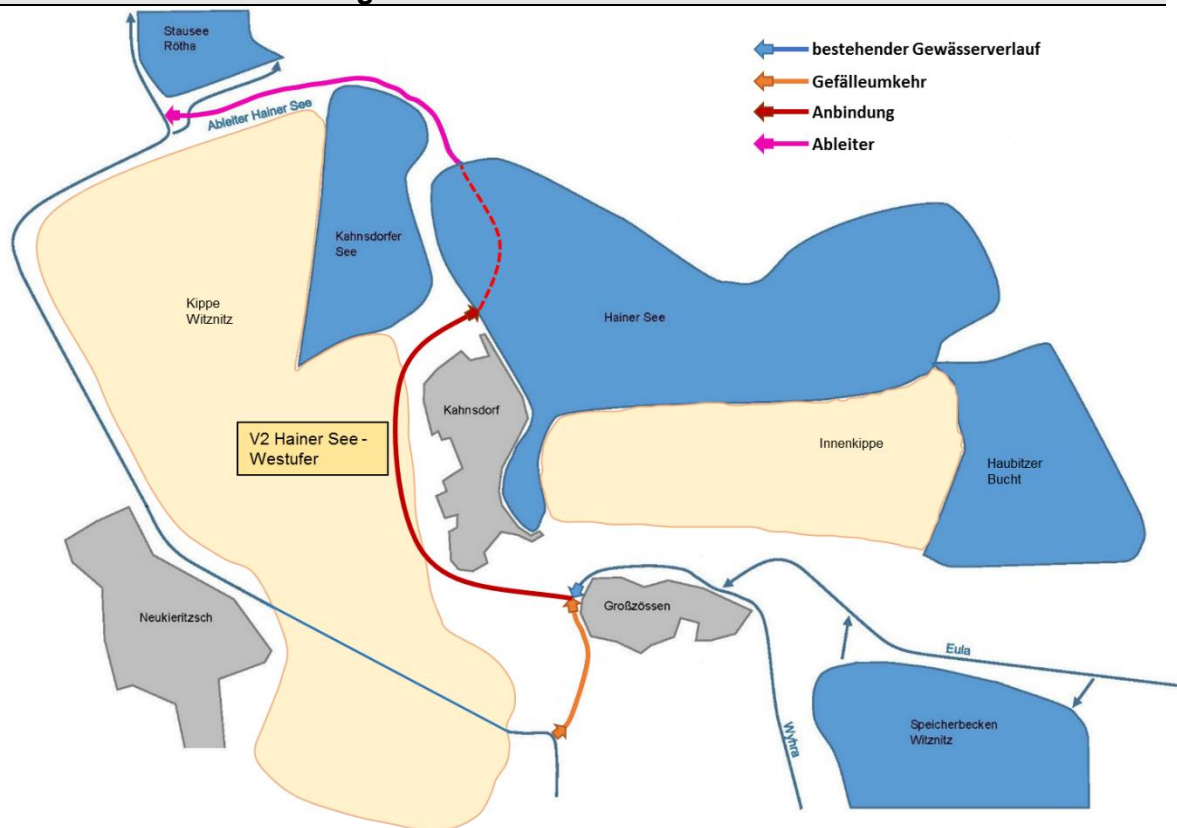 Stausee
Rötha
bestehender Gewässerverlauf
Gefälleumkehr
Anbindung
Ableiter
Ableiter Hainer See
Kahnsdorfer
See
Kippe
Witznitz
Hainer See
Kahnsdorf
V2 Hainer See -
Westufer
Innenkippe
Haubitzer
Bucht
Neukieritzsch
Großzössen
Eula
Wyhra
Speicherbecken
Witznitz